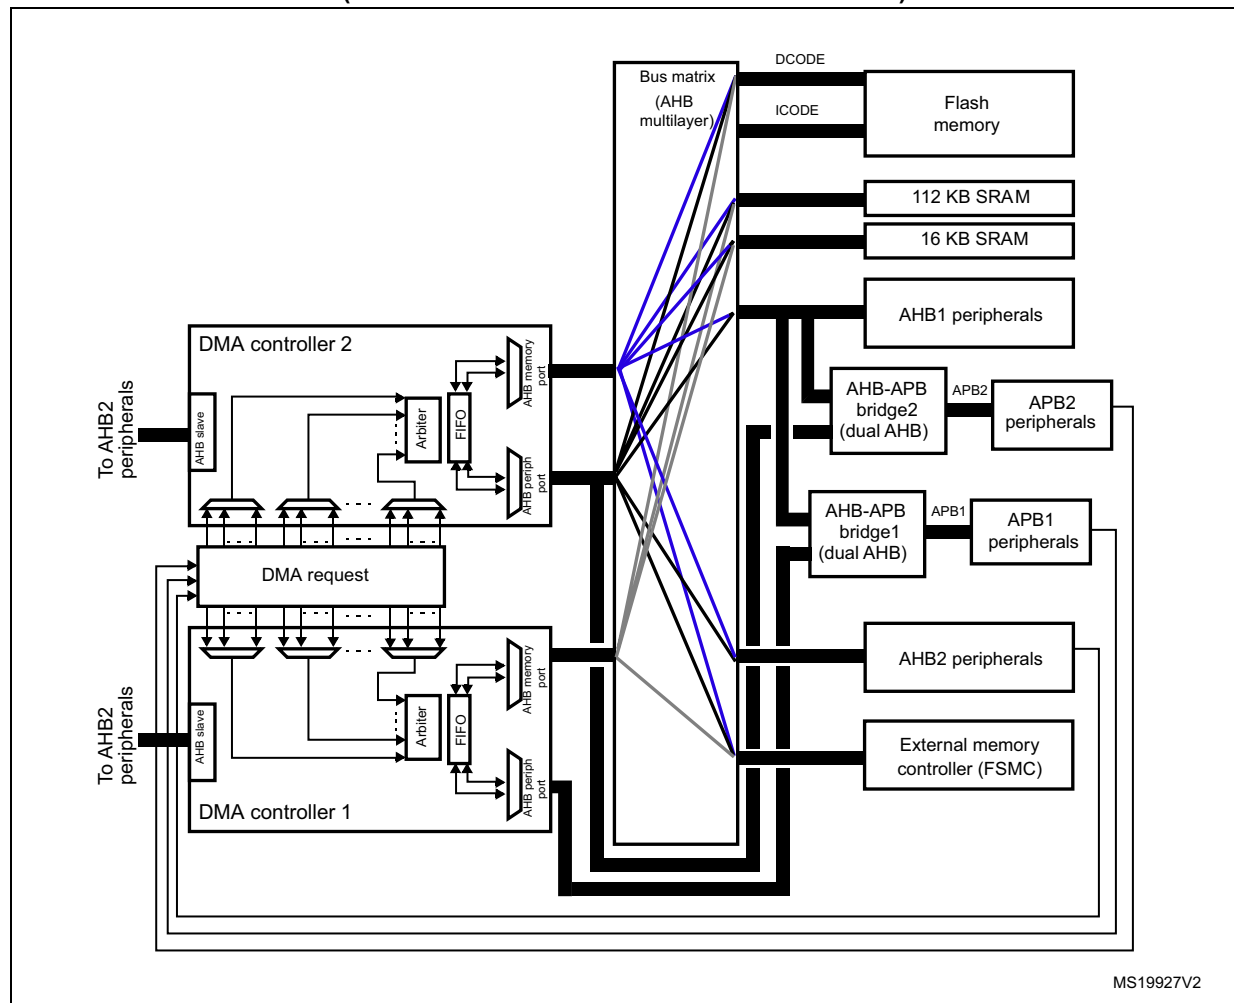 Bus matrix
(AHB
multilayer)
DCODE
ICODE
Flash
memory
112 KB SRAM
16 KB SRAM
AHB1 peripherals
DMA controller 2
To AHB2
peripherals
AHB slave
Arbiter
FIFO
AHB memory
port
AHB periph
port
AHB-APB
bridge2
(dual AHB)
APB2
APB2
peripherals
AHB-APB
bridge1
(dual AHB)
APB1
APB1
peripherals
DMA request
To AHB2
peripherals
AHB slave
Arbiter
FIFO
AHB memory
port
AHB periph
port
DMA controller 1
AHB2 peripherals
External memory
controller (FSMC)
MS19927V2